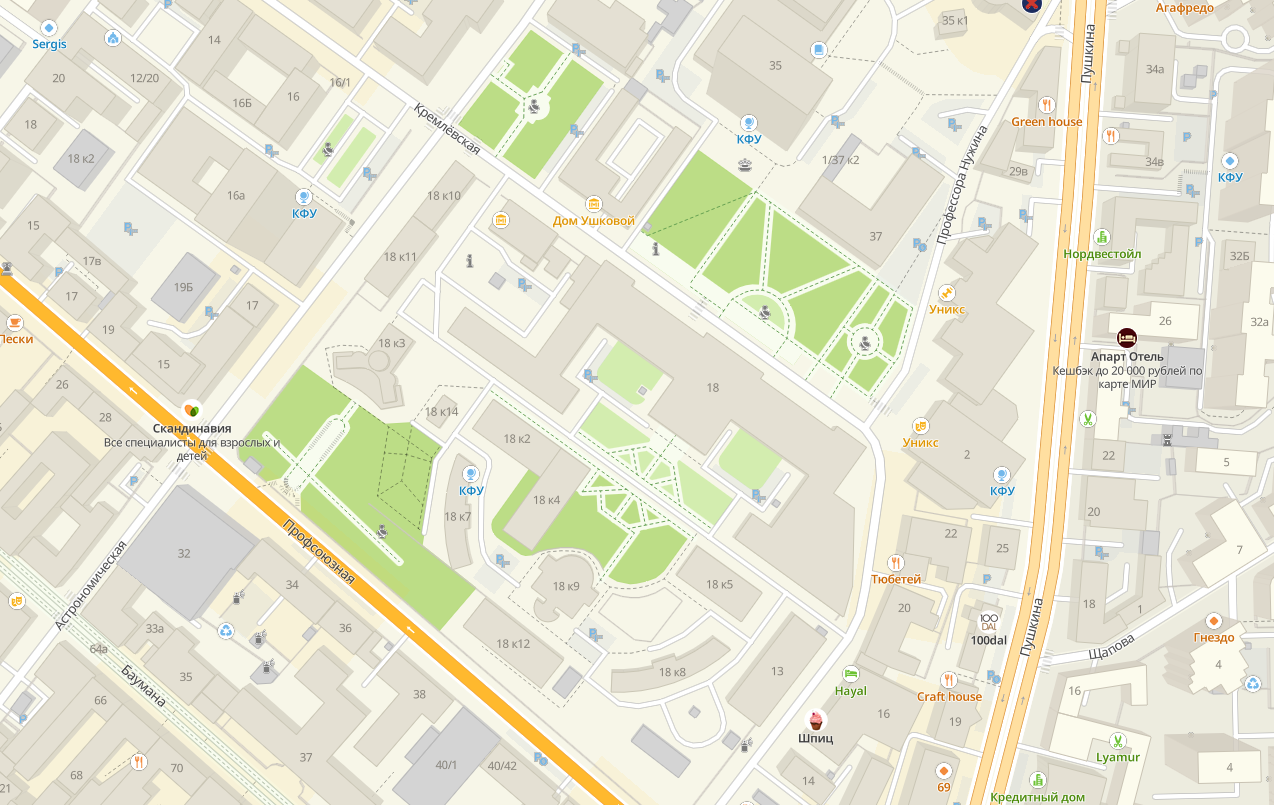 Агафредо
35 к1
Sergis
14
Пушкина
20
12/20
16/1
35
34а
16Б
16
Кремлёвская
Green house
18
КФУ
18 к2
1/37 к2
34в
29в
КФУ
16а
18 к10
КФУ
Дом Ушковой
Профессора Нужина
15
37
17в
18 к11
Нордвестойл
32Б
19Б
17
17
Уникс
26
32а
19
Пески
18 к3
15
Апарт Отель
Кешбэк до 20 000 рублей по
карте МИР
26
18
28
18 к14
Скандинавия
Все специалисты для взрослых и
детей
18 к2
Уникс
2
22
5
КФУ
КФУ
18 к4
18 к7
20
Профсоюзная
22
25
7
32
Тюбетей
34
18 к9
18 к5
Астрономическая
20
18
1
100
DAL
100dal
Гнездо
33а
36
64а
18 к12
Пушкина
Щапова
4
35
Баумана
18 к8
13
Hayal
Craft house
16
66
38
16
19
Шпиц
37
Lyamur
40/1
40/42
68
70
14
4
69
21
Кредитный дом